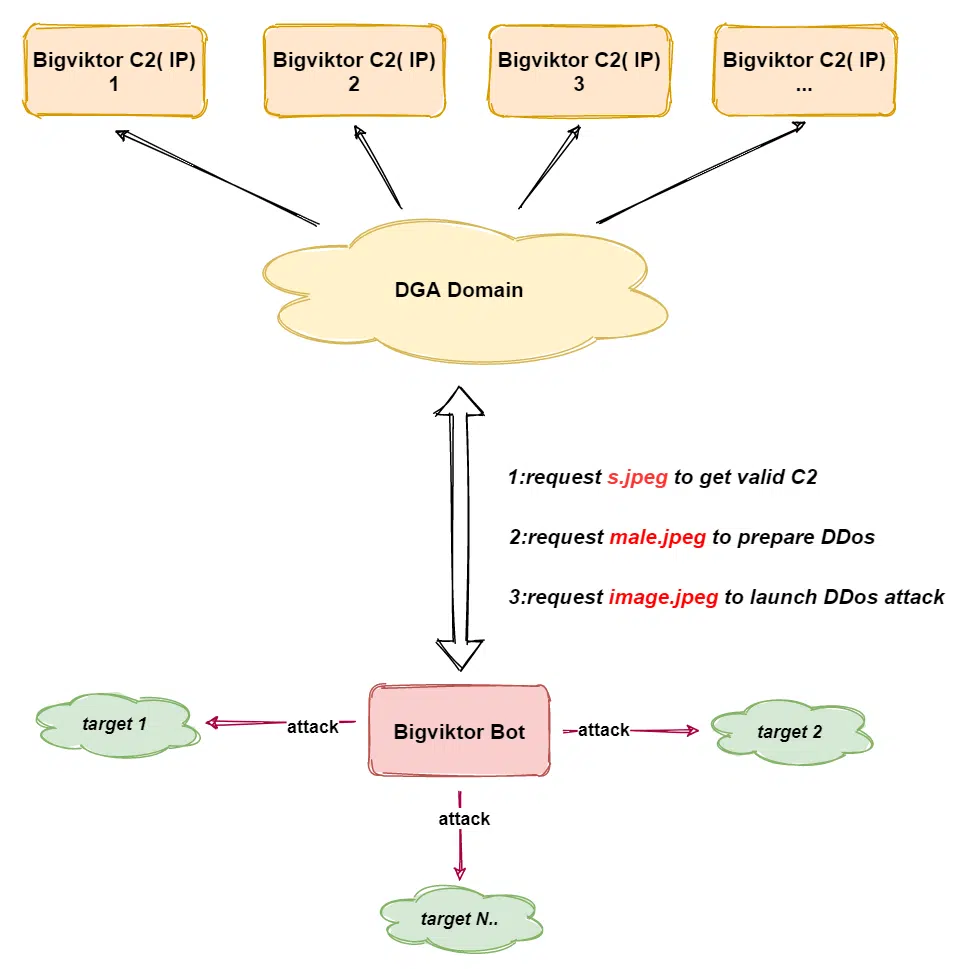 Bigviktor C2( IP)
1
Bigviktor C2( IP)
2
Bigviktor C2( IP)
3
Bigviktor C2( IP)
...
DGA Domain
1:request s.jpeg to get valid C2
2:request male.jpeg to prepare DDos
3:request image.jpeg to launch DDos attack
target 1
attack
Bigviktor Bot
attack
target 2
attack
target N..